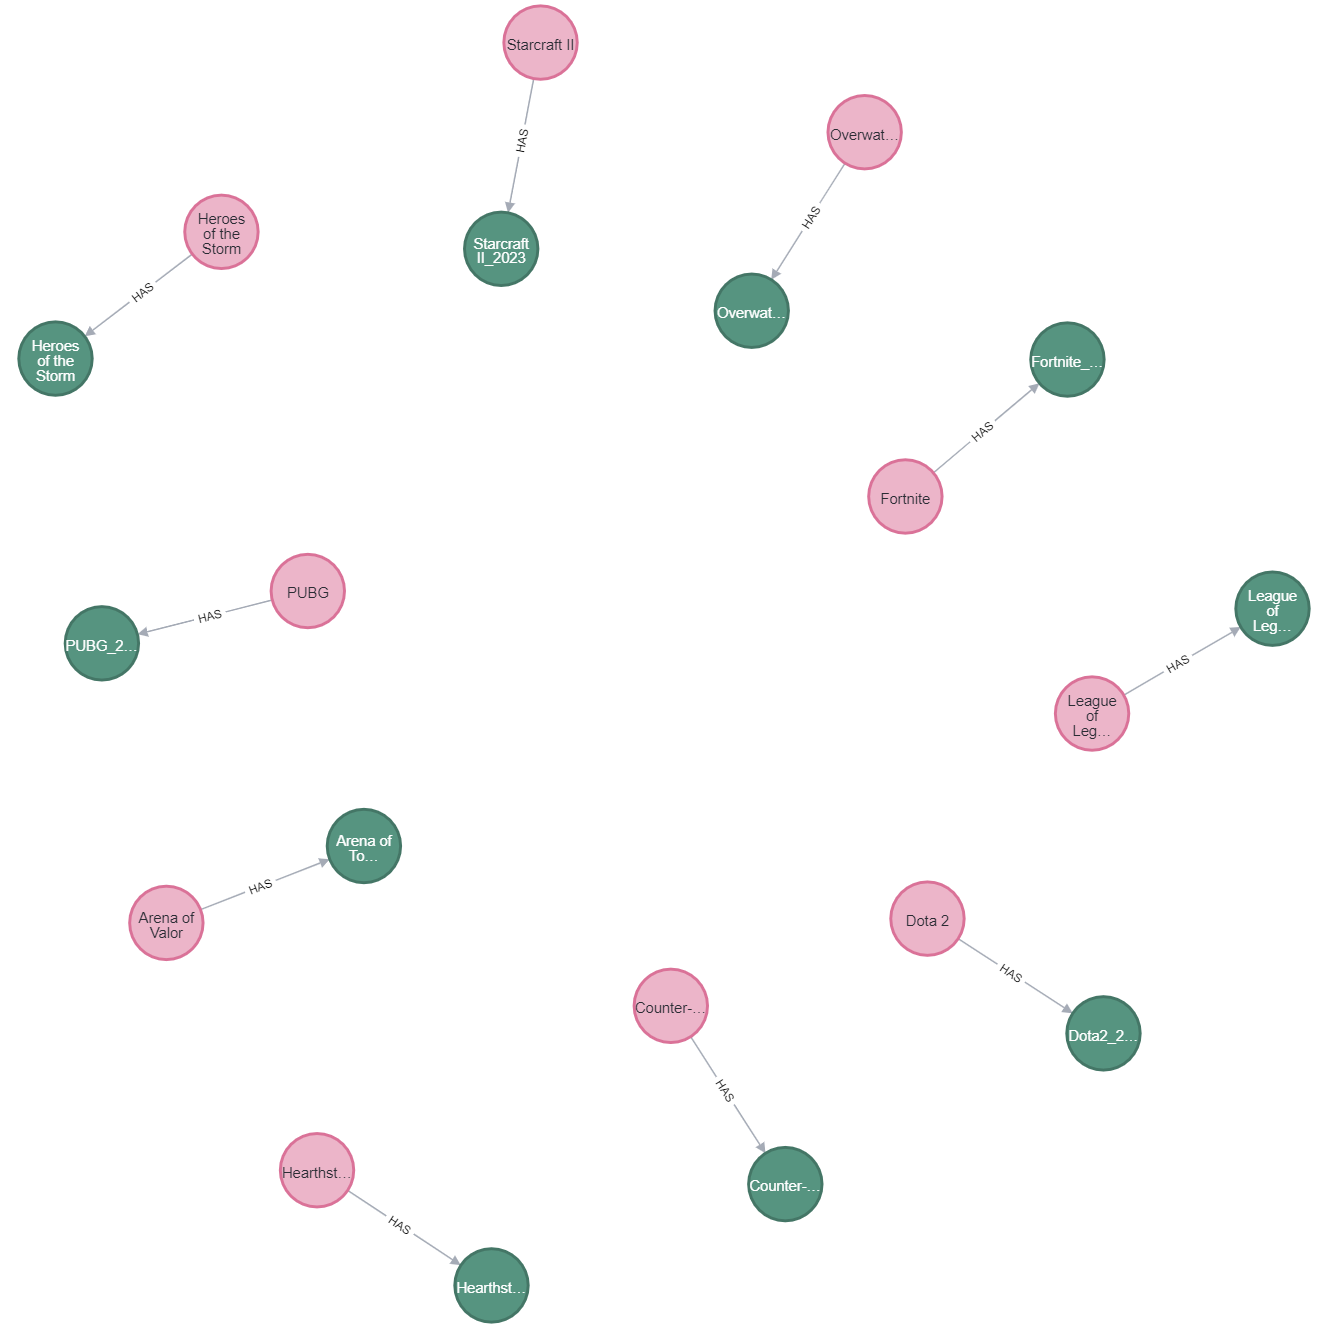 Starcraft II
HAS
Starcraft
II_2023
Overwat...
HAS
Overwat...
Heroes
of the
Storm
HAS
Heroes
of the
Storm
Fortnite_...
HAS
Fortnite
PUBG
HAS
PUBG_2...
League
of
Leg...
HAS
League
of
Leg...
Arena of
To...
HAS
Arena of
Valor
Dota 2
HAS
Dota2_2...
Counter-...
HAS
Counter-...
Hearthst...
HAS
Hearthst...